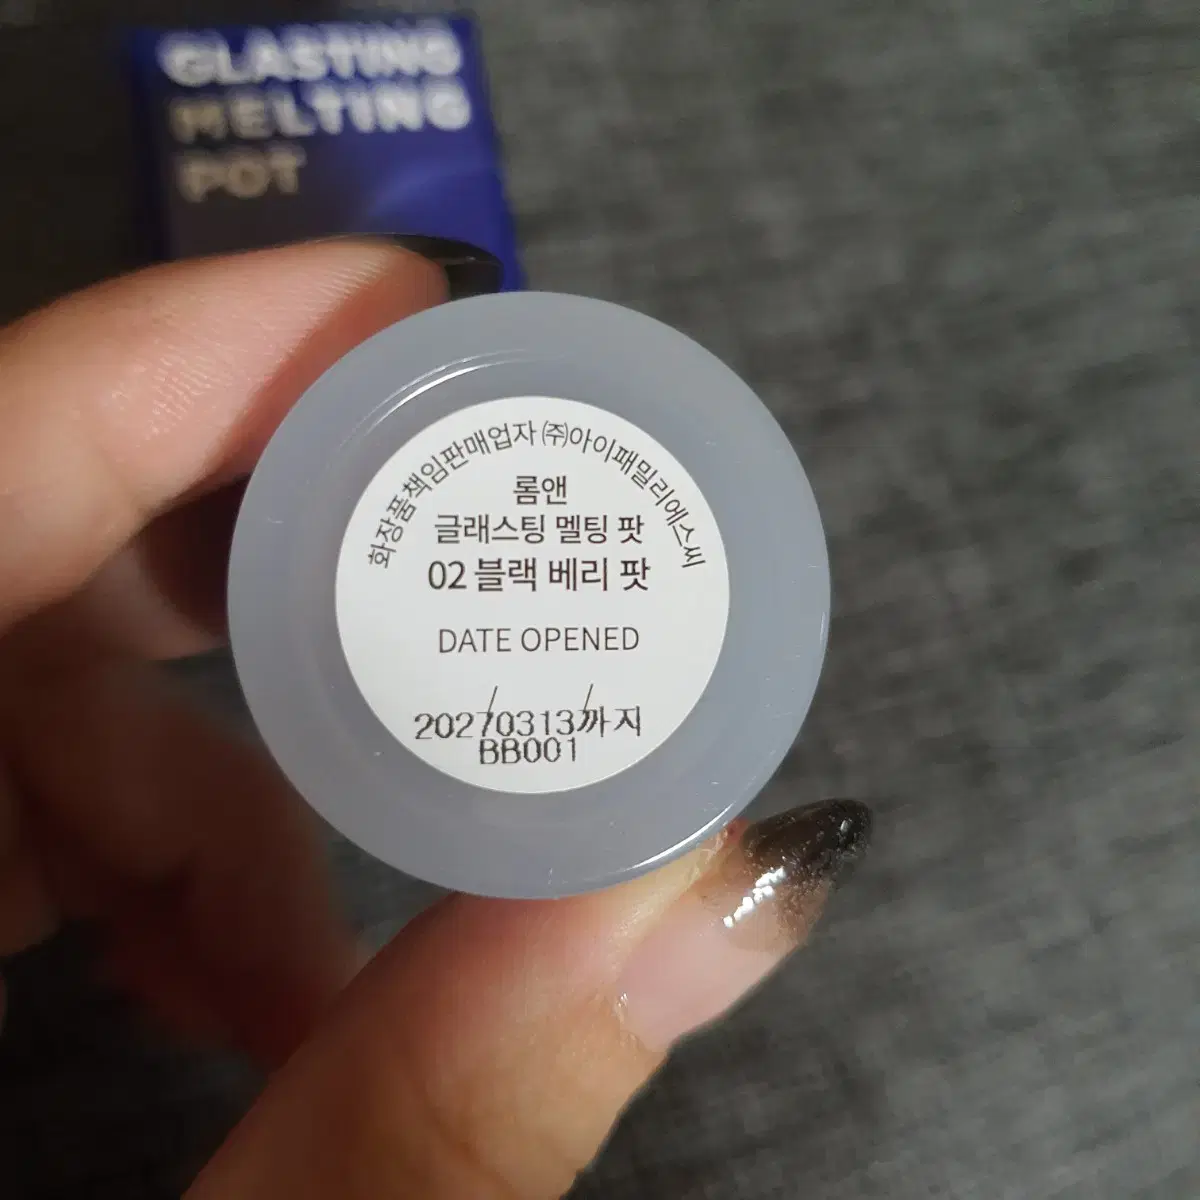 GLASTING
MELTING
POT
화장품책임판매업자 ㈜아이패밀리에스씨
롬앤
글래스팅 멜팅 팟
02 블랙 베리 팟
DATE OPENED
/ /
20270313까지
BB001